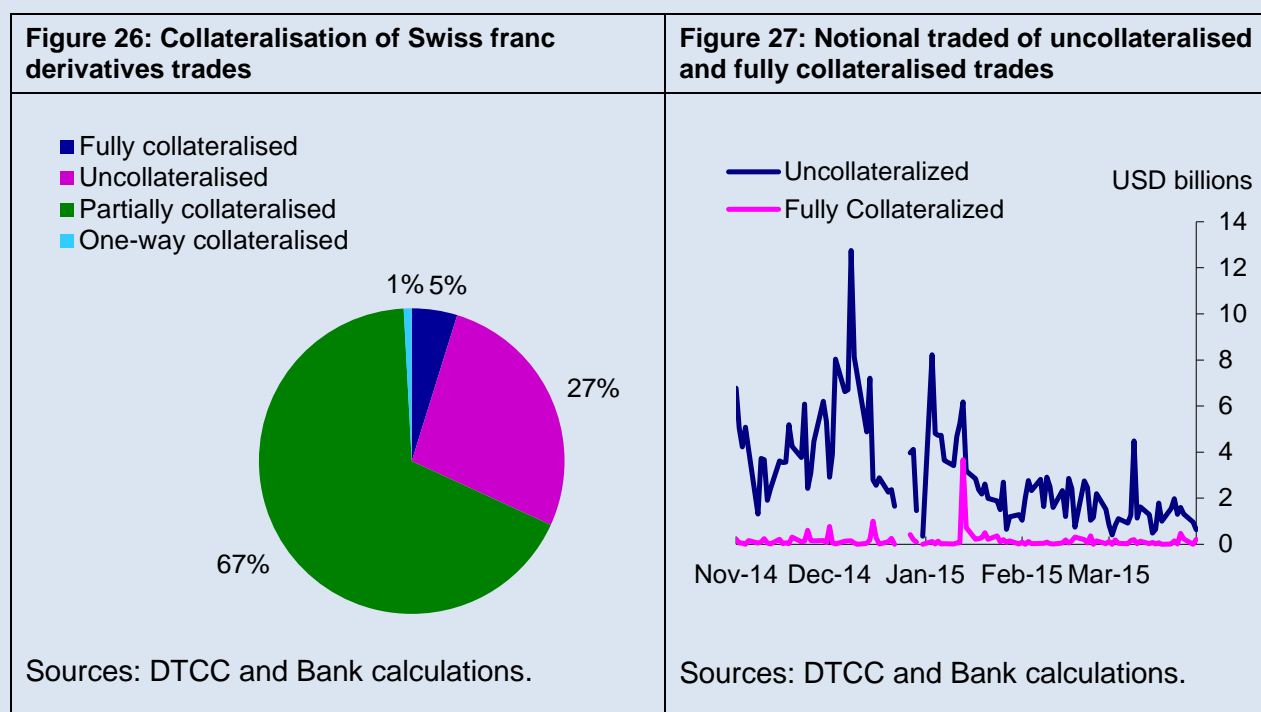 Figure 26: Collateralisation of Swiss franc
derivatives trades
Fully collateralised
Uncollateralised
Partially collateralised
One-way collateralised
1%
5%
27%
67%
Sources: DTCC and Bank calculations.
Figure 27: Notional traded of uncollateralised
and fully collateralised trades
Uncollateralized
Fully Collateralized
USD billions
14
12
10
8
6
4
2
0
Nov-14 Dec-14 Jan-15 Feb-15 Mar-15
Sources: DTCC and Bank calculations.